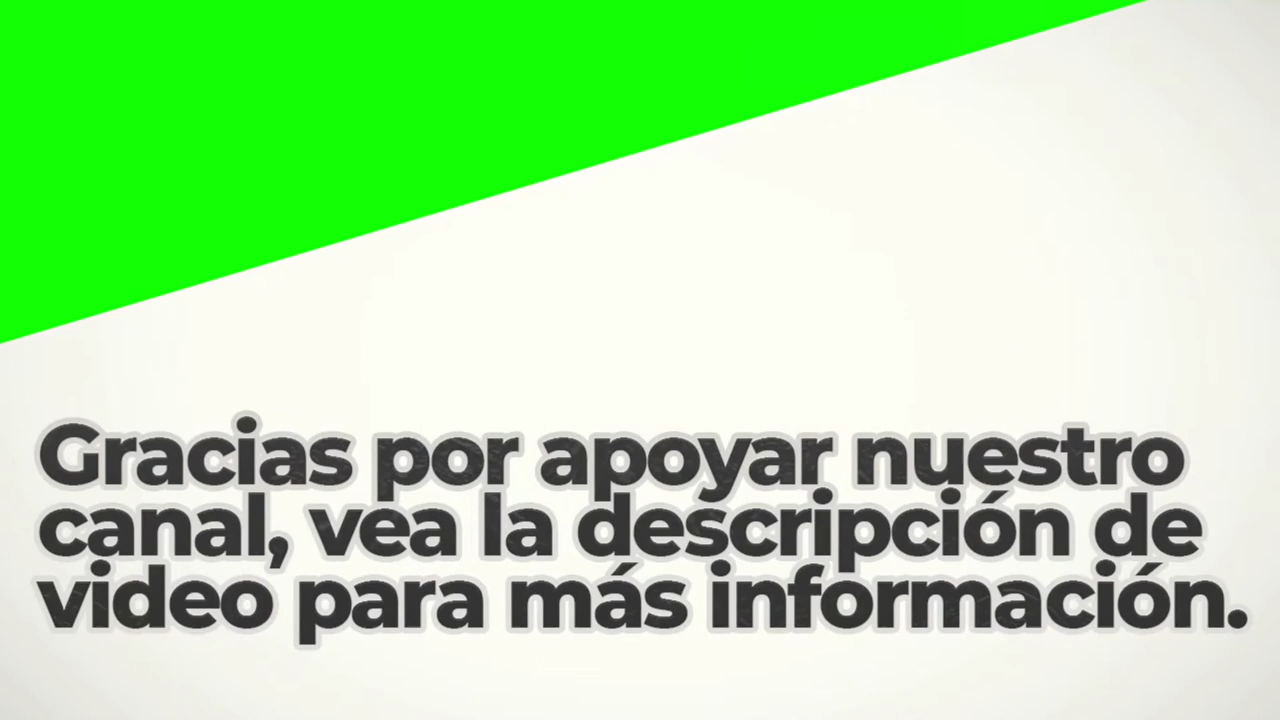 Gracias por apoyar nuestro
canal, vea la descripción de
video para más información.